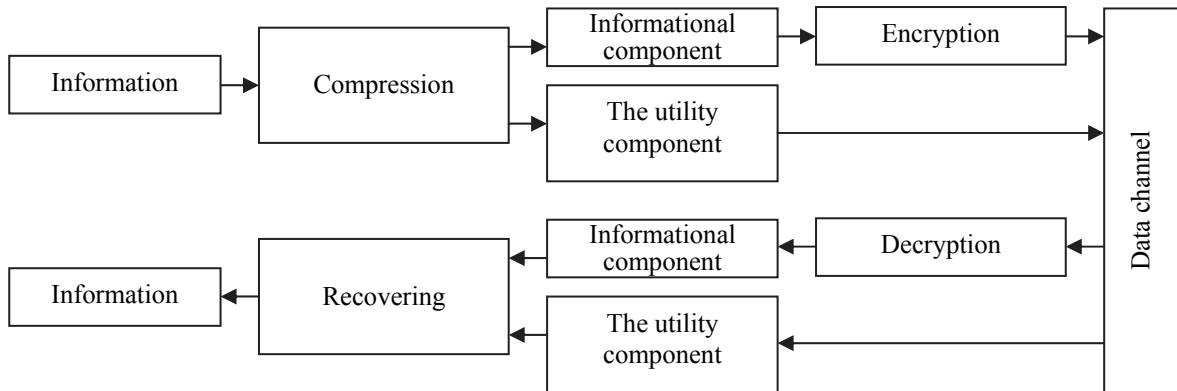 Information
Compression
Informational
component
Encryption
The utility
component
Data channel
Information
Recovering
Informational
component
Decryption
The utility
component